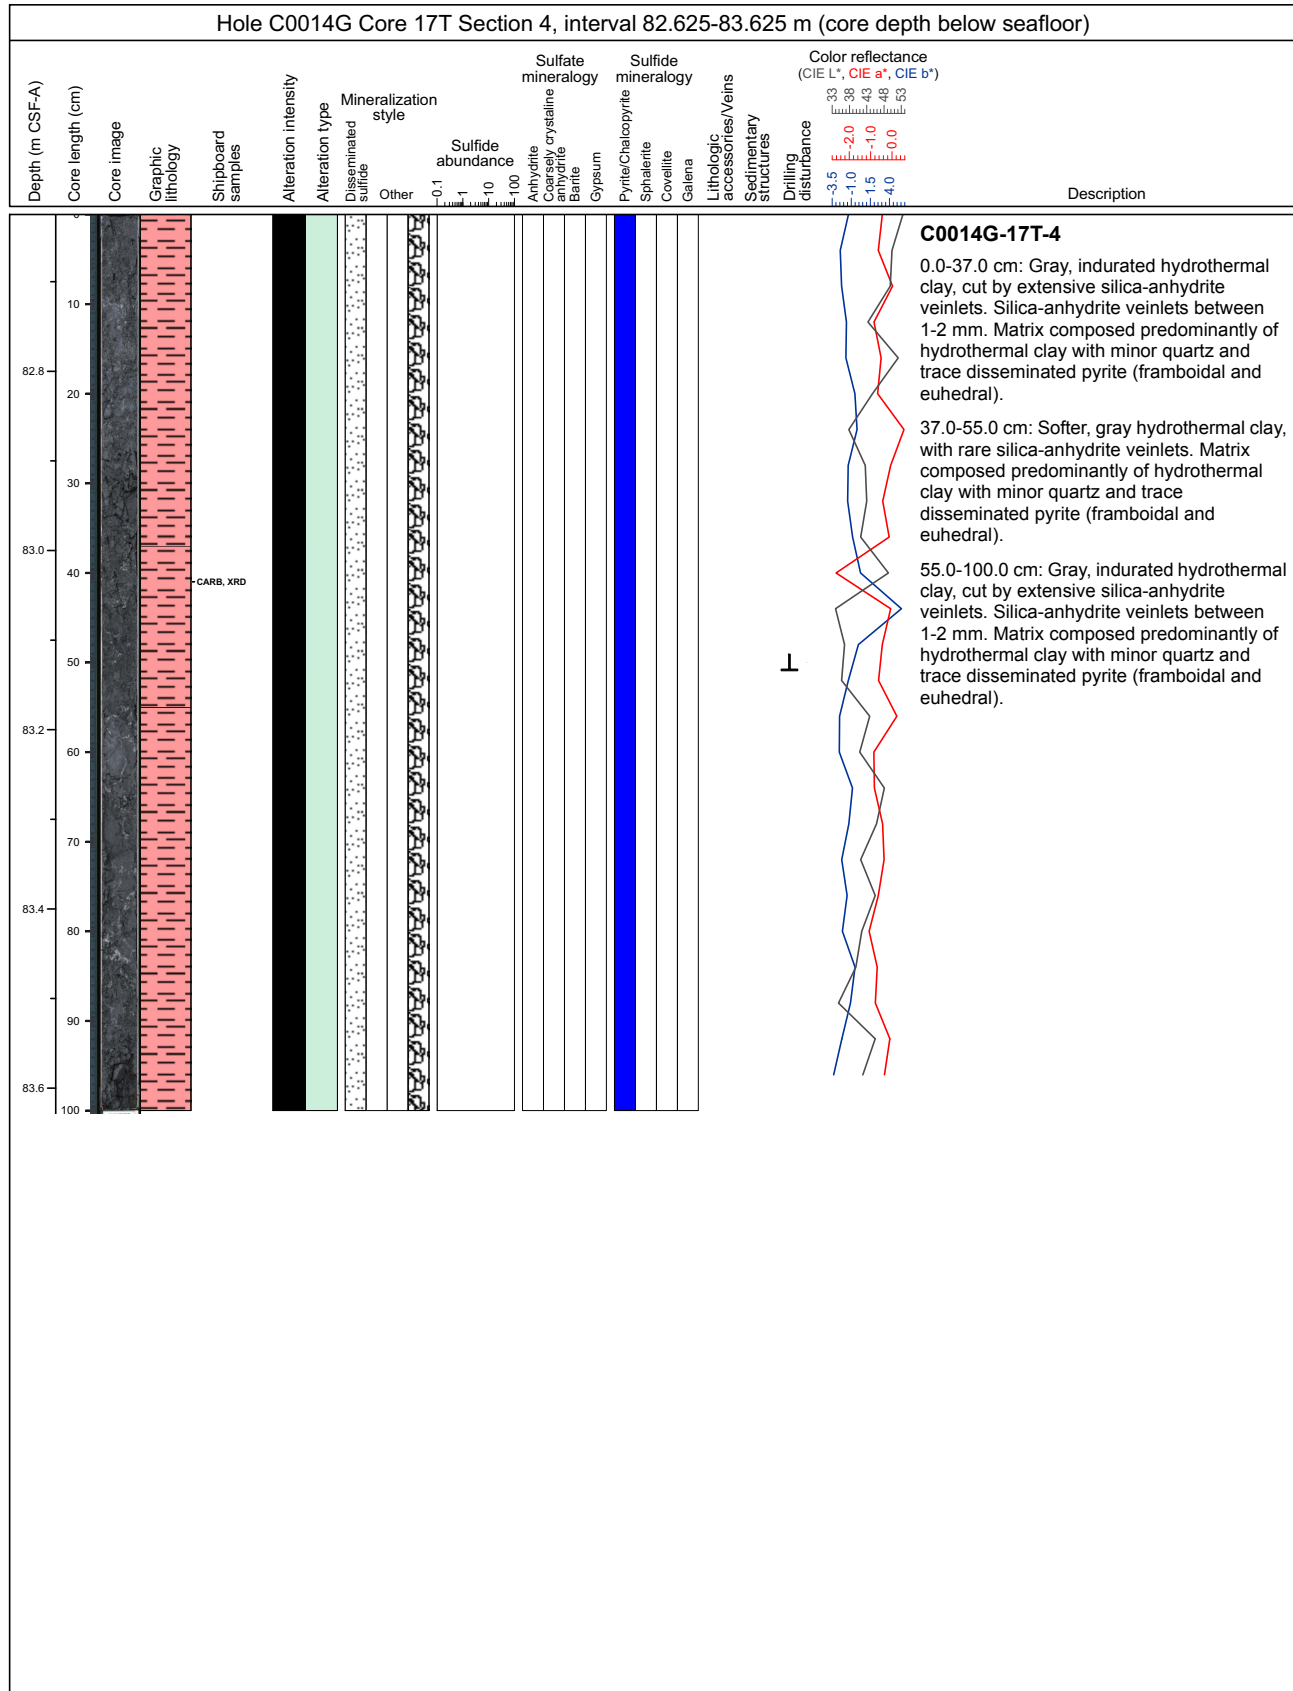 Hole C0014G Core 17T Section 4, interval 82.625-83.625 m (core depth below seafloor)
Depth (m CSF-A)
Core length (cm)
Core image
Graphic
lithology
Shipboard
samples
Alteration intensity
Alteration type
Mineralization
style
Disseminated
sulfide
Other
Sulfide
abundance
0.1
1
10
100
Sulfate
mineralogy
Anhydrite
Coarsely crystaline
anhydrite
Barite
Gypsum
Sulfide
mineralogy
Pyrite/Chalcopyrite
Sphalerite
Covellite
Galena
Lithologic
accessories/Veins
Sedimentary
structures
Drilling
disturbance
Color reflectance
(CIE L*, CIE a*, CIE b*)
33 38 43 48 53
-2.0 -1.0 0.0
-3.5 -1.0 1.5 4.0
Description
0
10
82.8
20
30
83.0
40
CARB, XRD
50
83.2
60
70
83.4
80
90
83.6
100
C0014G-17T-4
0.0-37.0 cm: Gray, indurated hydrothermal
clay, cut by extensive silica-anhydrite
veinlets. Silica-anhydrite veinlets between
1-2 mm. Matrix composed predominantly of
hydrothermal clay with minor quartz and
trace disseminated pyrite (framboidal and
euhedral).
37.0-55.0 cm: Softer, gray hydrothermal clay,
with rare silica-anhydrite veinlets. Matrix
composed predominantly of hydrothermal
clay with minor quartz and trace
disseminated pyrite (framboidal and
euhedral).
55.0-100.0 cm: Gray, indurated hydrothermal
clay, cut by extensive silica-anhydrite
veinlets. Silica-anhydrite veinlets between
1-2 mm. Matrix composed predominantly of
hydrothermal clay with minor quartz and
trace disseminated pyrite (framboidal and
euhedral).